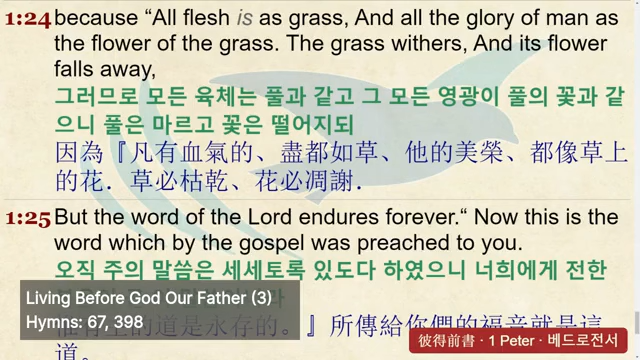 1:24 because “All flesh is as grass, And all the glory of man as
the flower of the grass. The grass withers, And its flower
falls away,
그러므로 모든 육체는 풀과 같고 그 모든 영광이 풀의 꽃과 같
으니 풀은 마르고 꽃은 떨어지되
因為『凡有血氣的、盡都如草、他的美榮、都像草上
的花．草必枯乾、花必凋謝．
1:25 But the word of the Lord endures forever.“ Now this is the
word which by the gospel was preached to you.
오직 주의 말씀은 세세토록 있도다 하였으니 너희에게 전한
Living Before God Our Father (3)
Hymns: 67, 398
的道是永存的。』所傳給你們的福音就是這
道。
彼得前書 · 1 Peter · 베드로전서